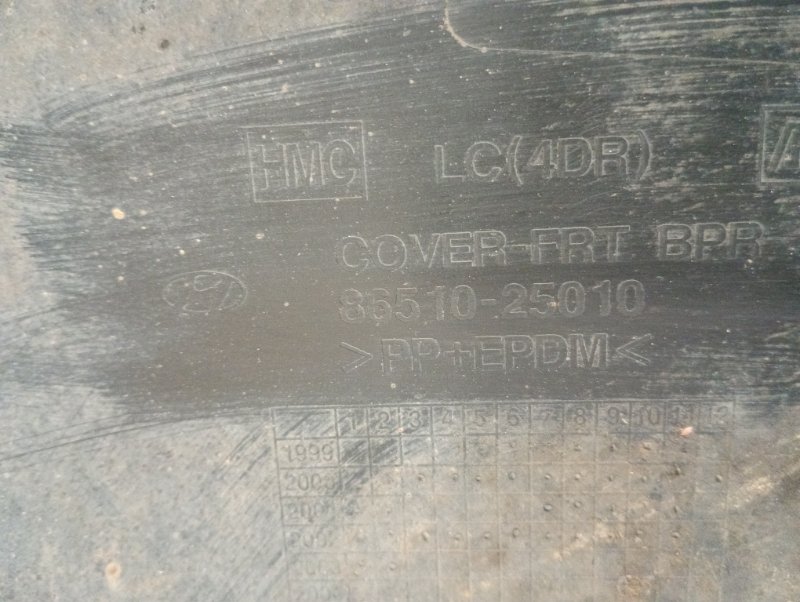 HMC LC(4DR) A
COVER-FRT BPR
86510-25010
>PP+EPDM<
1 2 3 4 5 6 7 8 9 10 11 12
1999